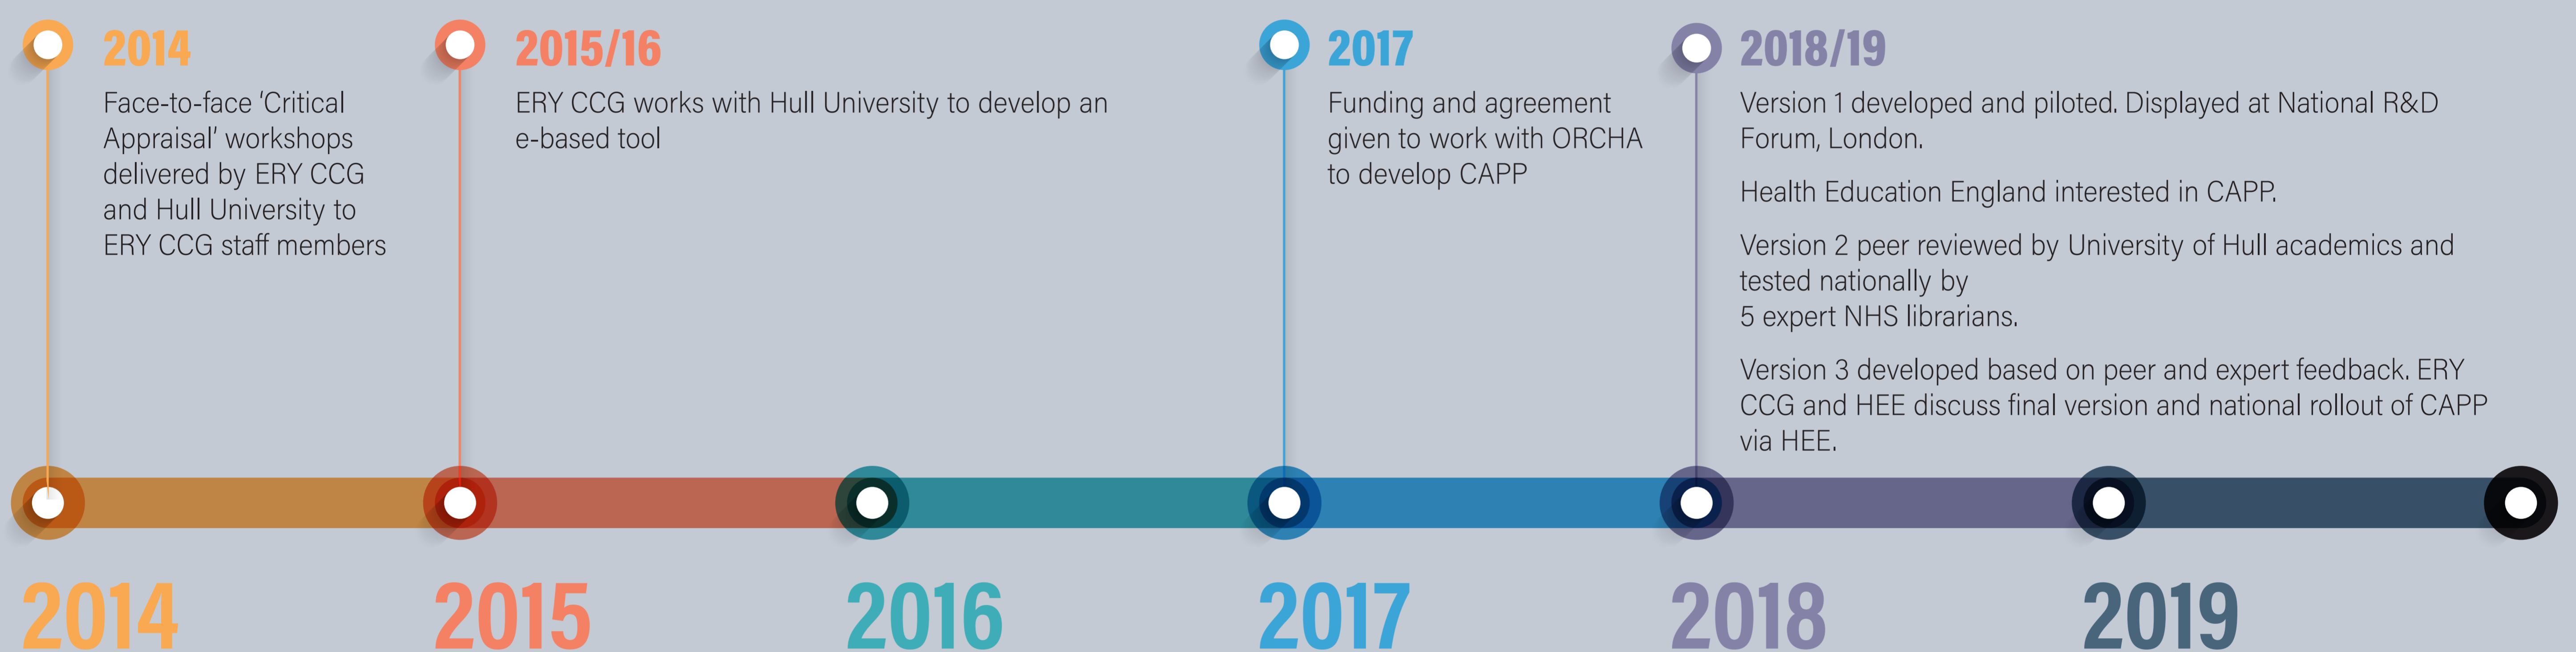 2014
Face-to-face ‘Critical
Appraisal’ workshops
delivered by ERY CCG
and Hull University to
ERY CCG staff members
2015/16
ERY CCG works with Hull University to develop an
e-based tool
2017
Funding and agreement
given to work with ORCHA
to develop CAPP
2018/19
Version 1 developed and piloted. Displayed at National R&D
Forum, London.
Health Education England interested in CAPP.
Version 2 peer reviewed by University of Hull academics and
tested nationally by
5 expert NHS librarians.
Version 3 developed based on peer and expert feedback. ERY
CCG and HEE discuss final version and national rollout of CAPP
via HEE.
2014
2015
2016
2017
2018
2019